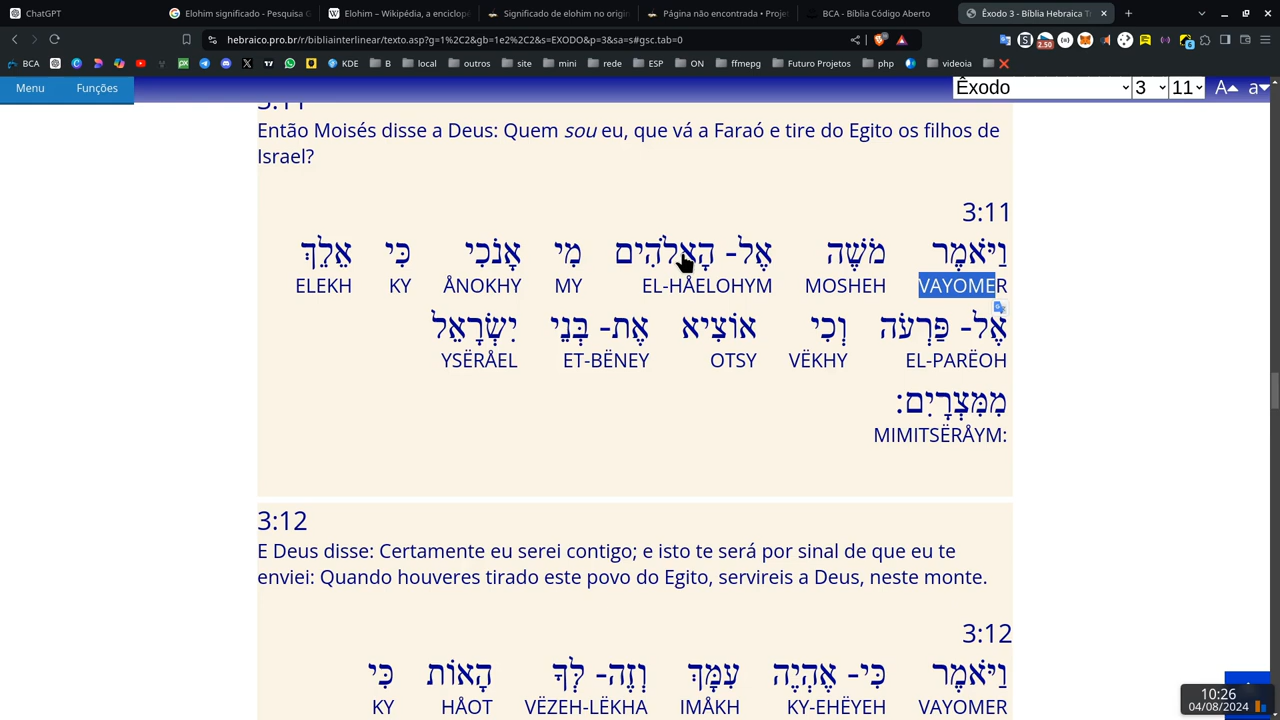 ChatGPT
Elohim significado - Pesquisa G
Elohim – Wikipédia, a enciclopé
Significado de elohim no origin
Página não encontrada • Projet
BCA - Bíblia Código Aberto
Êxodo 3 - Bíblia Hebraica T
hebraico.pro.br/r/bibliainterlinear/texto.asp?g=1%2C2&gb=1e2%2C2&s=EXODO&p=3&sa=s#gsc.tab=0
2.50
6
BCA
KDE
B
local
outros
site
mini
rede
ESP
ON
ffmepg
Futuro Projetos
php
videoia
Menu
Funções
Êxodo
3
11
A
a
3:11
Então Moisés disse a Deus: Quem sou eu, que vá a Faraó e tire do Egito os filhos de
Israel?
3:11
וַיֹּאמֶר מֹשֶׁה אֶל- הָאֱלֹהִים מִי אָנֹכִי כִּי אֵלֵךְ
VAYOMER MOSHEH EL-HÅELOHYM MY ÅNOKHY KY ELEKH
אֶל- פַּרְעֹה וְכִי אוֹצִיא אֶת- בְּנֵי יִשְׂרָאֵל
EL-PARËOH VËKHY OTSY ET-BËNEY YSËRÅEL
מִמִּצְרָיִם:
MIMITSËRÅYM:
3:12
E Deus disse: Certamente eu serei contigo; e isto te será por sinal de que eu te
enviei: Quando houveres tirado este povo do Egito, servireis a Deus, neste monte.
3:12
וַיֹּאמֶר כִּי- אֶהְיֶה עִמָּךְ וְזֶה- לְּךָ הָאוֹת כִּי
VAYOMER KY-EHËYEH IMÅKH VËZEH-LËKHA HÅOT KY
10:26
04/08/2024